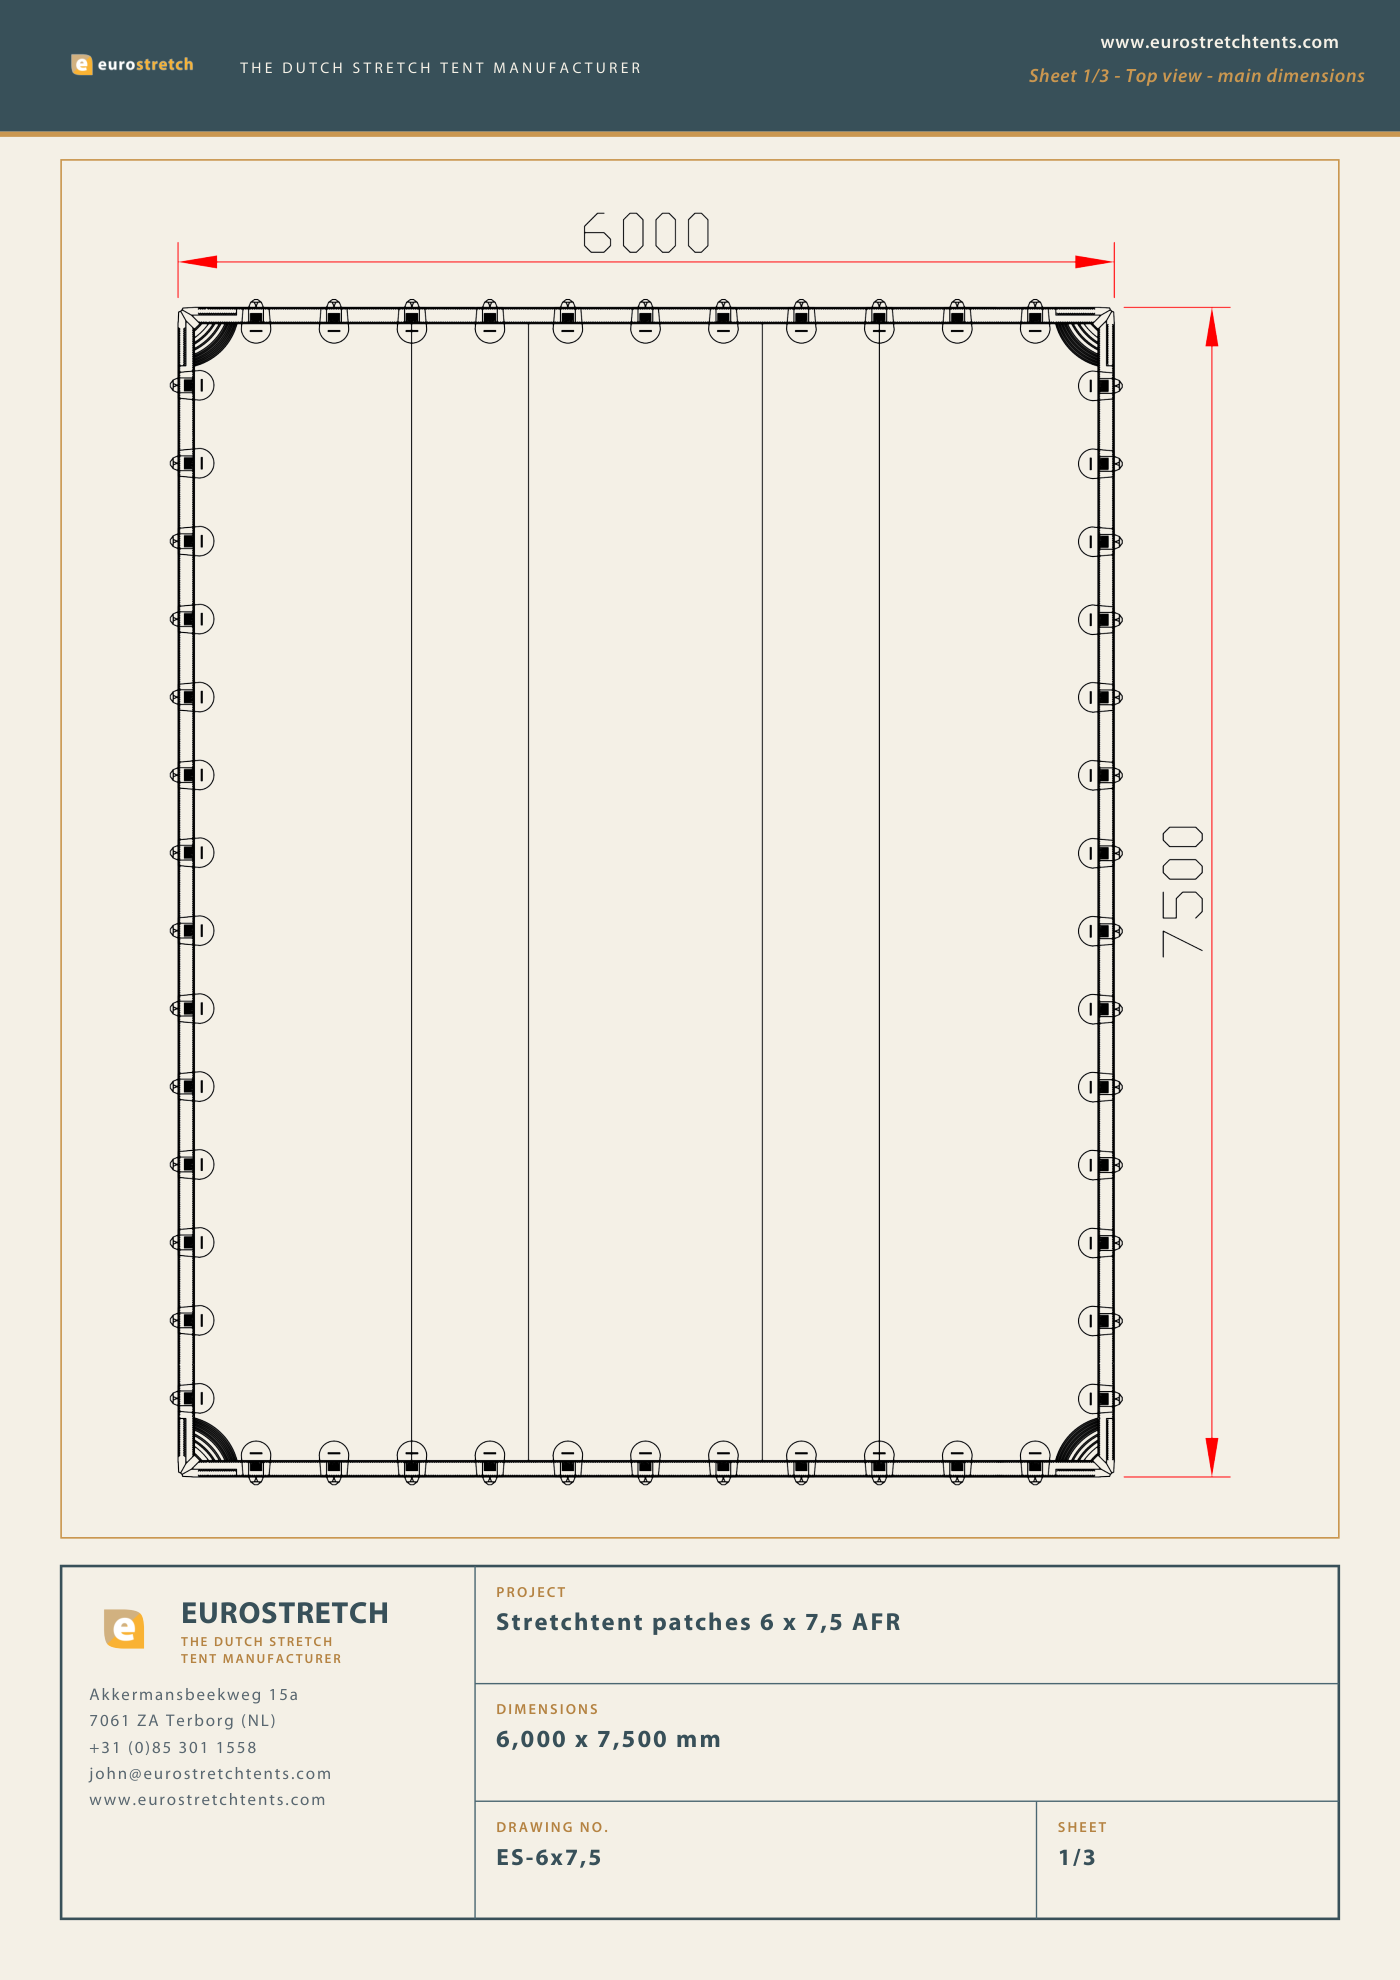 eurostretch
THE DUTCH STRETCH TENT MANUFACTURER
www.eurostretchtents.com
Sheet 1/3 - Top view - main dimensions
6000
7500
e
EUROSTRETCH
THE DUTCH STRETCH
TENT MANUFACTURER
Akkermansbeekweg 15a
7061 ZA Terborg (NL)
+31 (0)85 301 1558
john@eurostretchtents.com
www.eurostretchtents.com
PROJECT
Stretchtent patches 6 x 7,5 AFR
DIMENSIONS
6,000 x 7,500 mm
DRAWING NO.
ES-6x7,5
SHEET
1/3